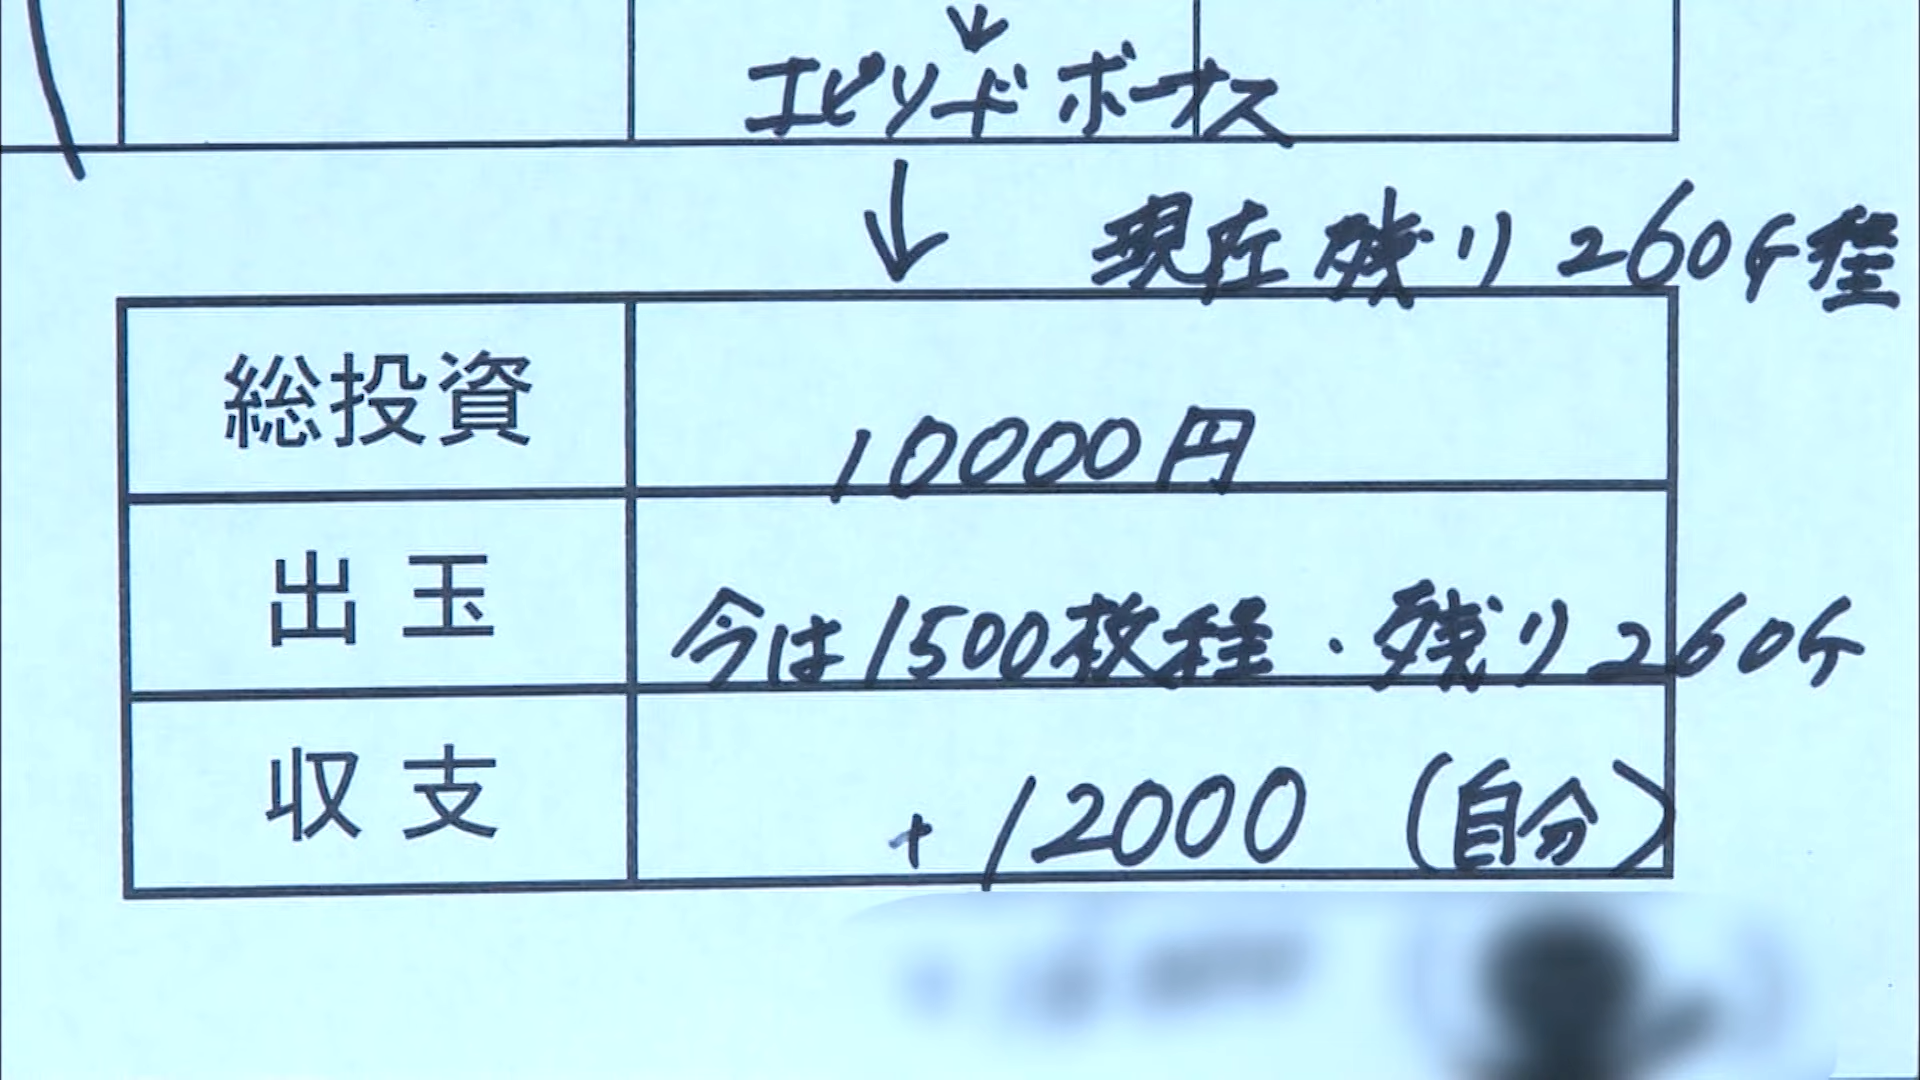 ↓
エピソードボーナス
↓
現在残り260G程
総投資 10000円
出玉 今は1500枚程・残り260G
収支 +12000 (自分)